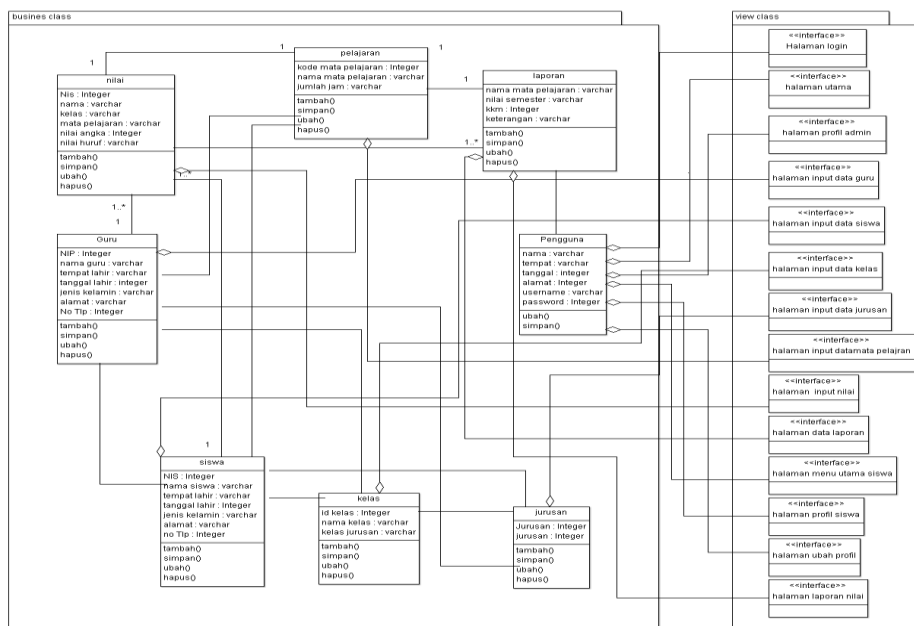 busines class
view class
pelajaran
kode mata pelajaran : Integer
nama mata pelajaran : varchar
jumlah jam : varchar
tambah()
simpan()
ubah()
hapus()
1
1
1
1
nilai
Nis : Integer
nama : varchar
kelas : varchar
mata pelajaran : varchar
nilai angka : Integer
nilai huruf : varchar
tambah()
simpan()
ubah()
hapus()
laporan
nama mata pelajaran : varchar
nilai semester : varchar
kkm : Integer
keterangan : varchar
tambah()
simpan()
ubah()
hapus()
1..*
1..*
1..*
1
Guru
NIP : Integer
nama guru : varchar
tempat lahir : varchar
tanggal lahir : integer
jenis kelamin : varchar
alamat : varchar
No Tlp : Integer
tambah()
simpan()
ubah()
hapus()
Pengguna
nama : varchar
tempat : varchar
tanggal : integer
alamat : Integer
username : varchar
password : Integer
ubah()
simpan()
1
siswa
NIS : Integer
nama siswa : varchar
tempat lahir : varchar
tanggal lahir : Integer
jenis kelamin : varchar
alamat : varchar
no Tlp : Integer
tambah()
simpan()
ubah()
hapus()
kelas
id kelas : Integer
nama kelas : varchar
kelas jurusan : varchar
tambah()
simpan()
ubah()
hapus()
jurusan
Jurusan : Integer
jurusan : Integer
tambah()
simpan()
ubah()
hapus()
<<interface>>
Halaman login
<<interface>>
halaman utama
<<interface>>
halaman profil admin
<<interface>>
halaman input data guru
<<interface>>
halaman input data siswa
<<interface>>
halaman input data kelas
<<interface>>
halaman input data jurusan
<<interface>>
halaman input datamata pelajran
<<interface>>
halaman input nilai
<<interface>>
halaman data laporan
<<interface>>
halaman menu utama siswa
<<interface>>
halaman profil siswa
<<interface>>
halaman ubah profil
<<interface>>
halaman laporan nilai